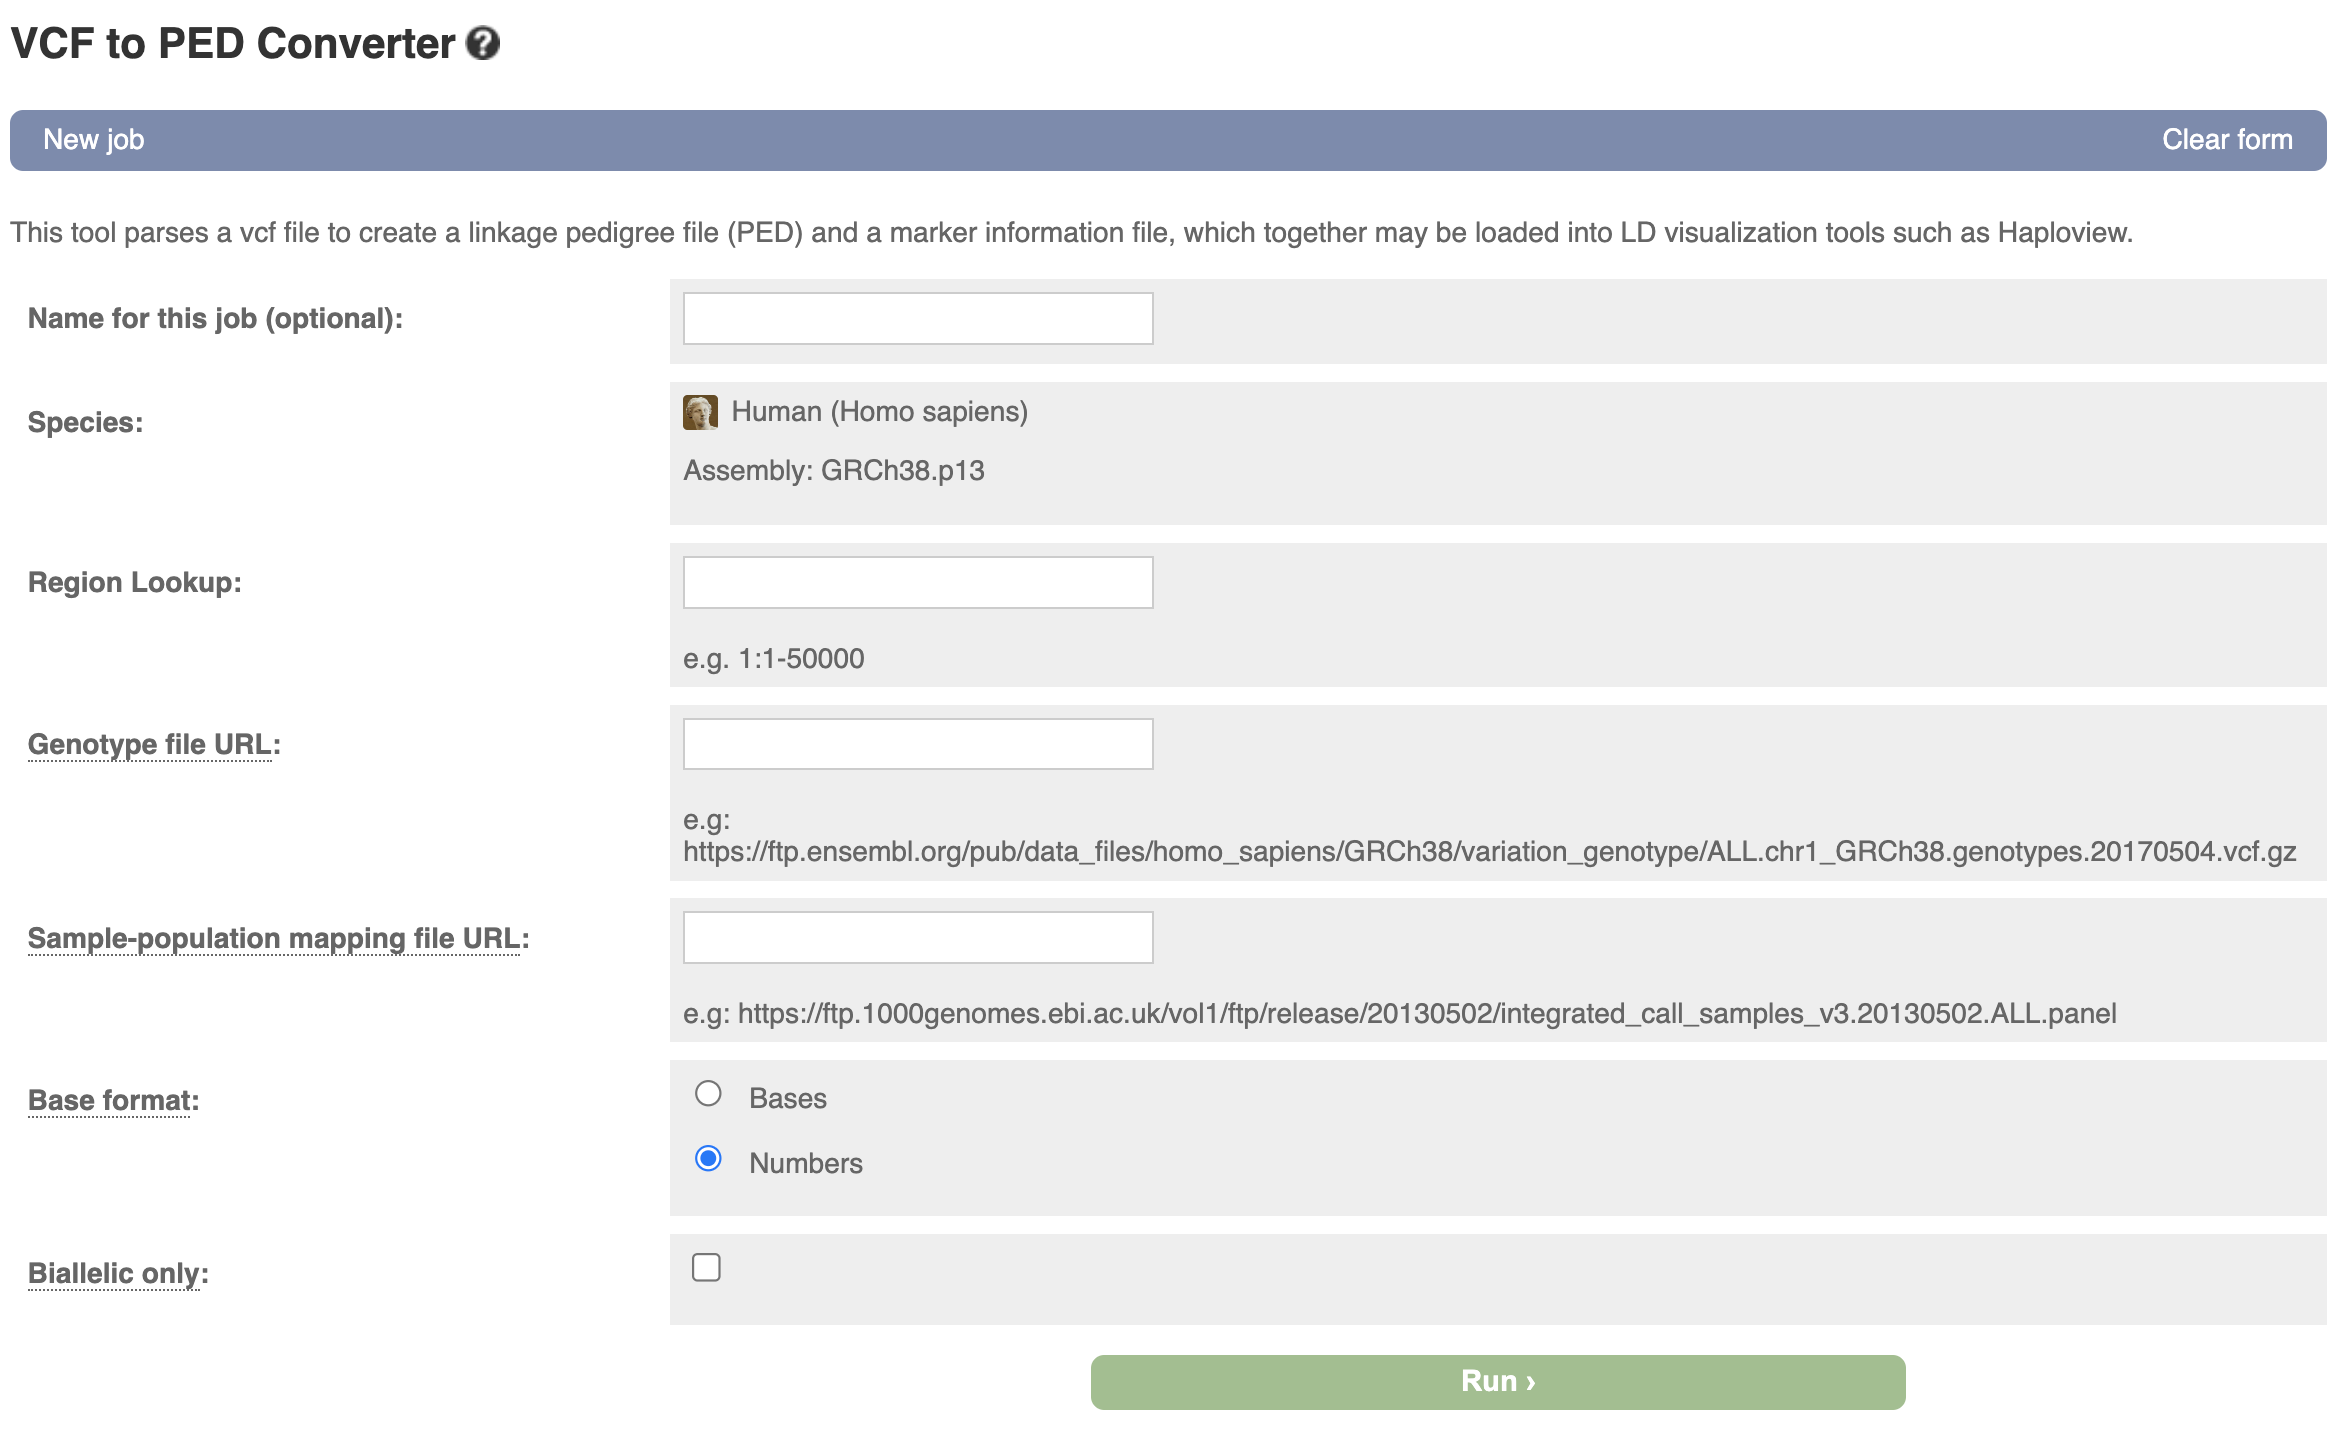 VCF to PED Converter ?
New job
Clear form
This tool parses a vcf file to create a linkage pedigree file (PED) and a marker information file, which together may be loaded into LD visualization tools such as Haploview.
Name for this job (optional):
Species:
Human (Homo sapiens)
Assembly: GRCh38.p13
Region Lookup:
e.g. 1:1-50000
Genotype file URL:
e.g:
https://ftp.ensembl.org/pub/data_files/homo_sapiens/GRCh38/variation_genotype/ALL.chr1_GRCh38.genotypes.20170504.vcf.gz
Sample-population mapping file URL:
e.g: https://ftp.1000genomes.ebi.ac.uk/vol1/ftp/release/20130502/integrated_call_samples_v3.20130502.ALL.panel
Base format:
Bases
Numbers
Biallelic only:
Run ›